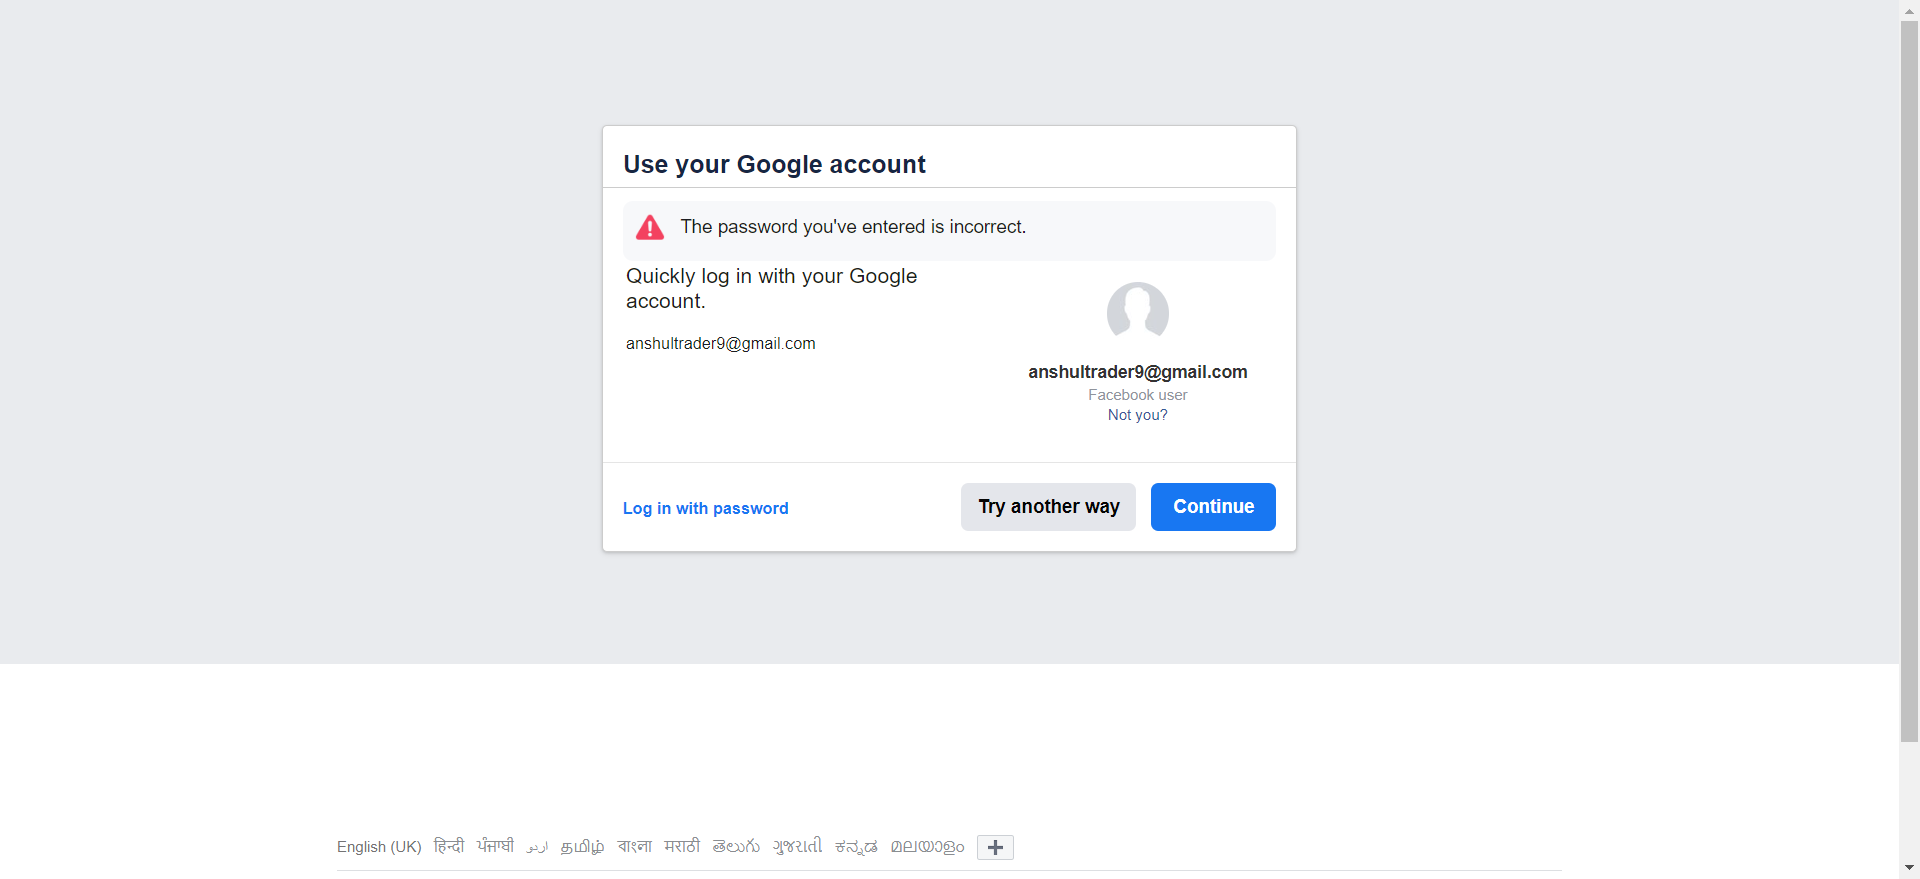 Use your Google account
The password you've entered is incorrect.
Quickly log in with your Google
account.
anshultrader9@gmail.com
anshultrader9@gmail.com
Facebook user
Not you?
Log in with password
Try another way
Continue
English (UK) हिन्दी ਪੰਜਾਬੀ اردو தமிழ் বাংলা मराठी తెలుగు ગુજરાતી ಕನ್ನಡ മലയാളം